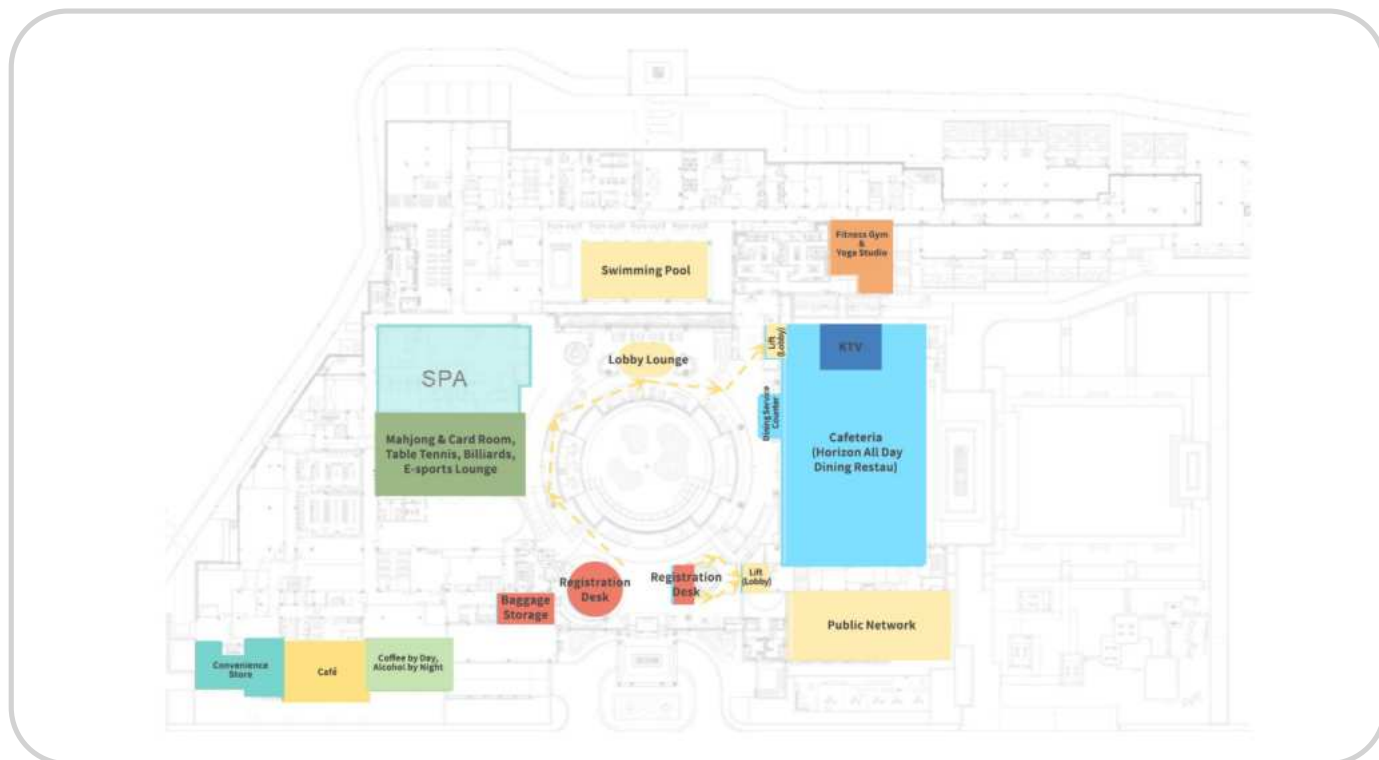 Fitness Gym
&
Yoga Studio
Swimming Pool
Lift
(Lobby)
KTV
Lobby Lounge
SPA
Dining Service
Counter
Mahjong & Card Room,
Table Tennis, Billiards,
E-sports Lounge
Cafeteria
(Horizon All Day
Dining Restau)
Registration
Desk
Registration
Desk
Lift
(Lobby)
Baggage
Storage
Public Network
Convenience
Store
Café
Coffee by Day,
Alcohol by Night